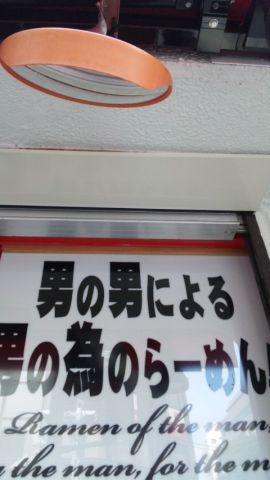 男の男による
男の為のらーめん!
Ramen of the man,
the man, for the m